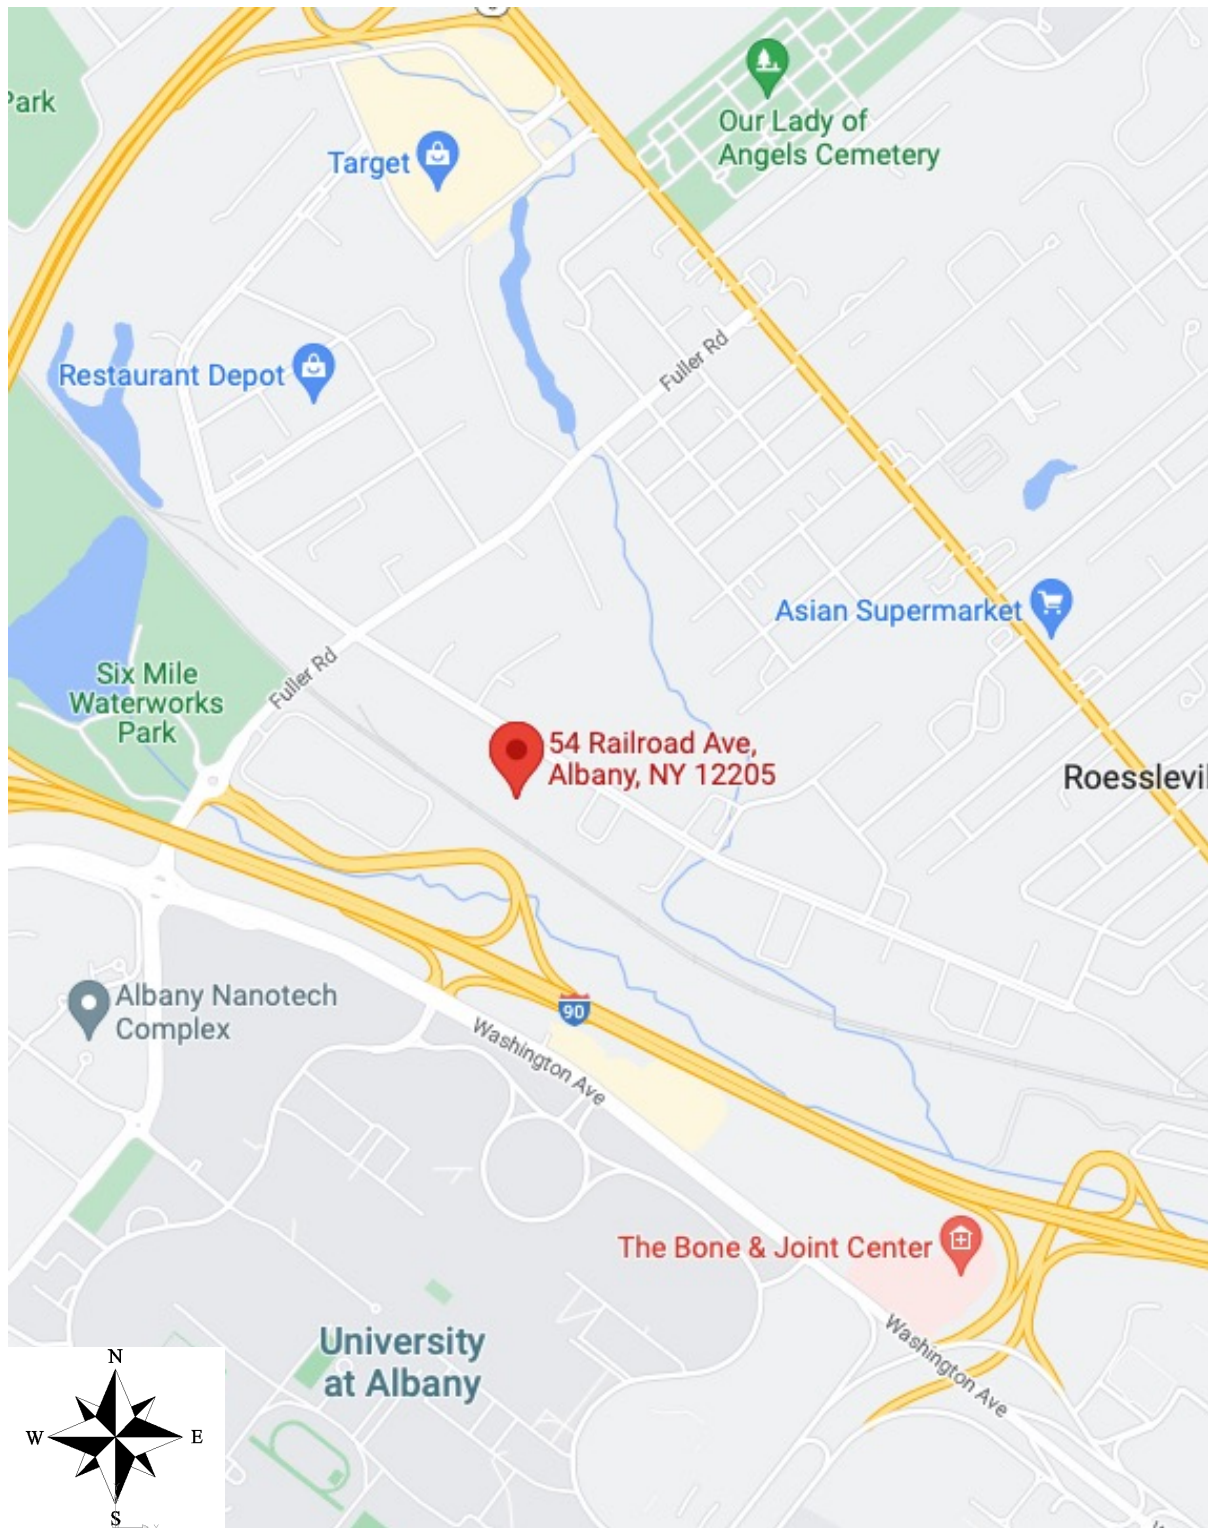 Park
Our Lady of
Angels Cemetery
Target
Fuller Rd
Restaurant Depot
Asian Supermarket
Six Mile
Waterworks
Park
Fuller Rd
54 Railroad Ave,
Albany, NY 12205
Roesslevil
Albany Nanotech
Complex
90
Washington Ave
The Bone & Joint Center
University
at Albany
Washington Ave
N
W
E
S